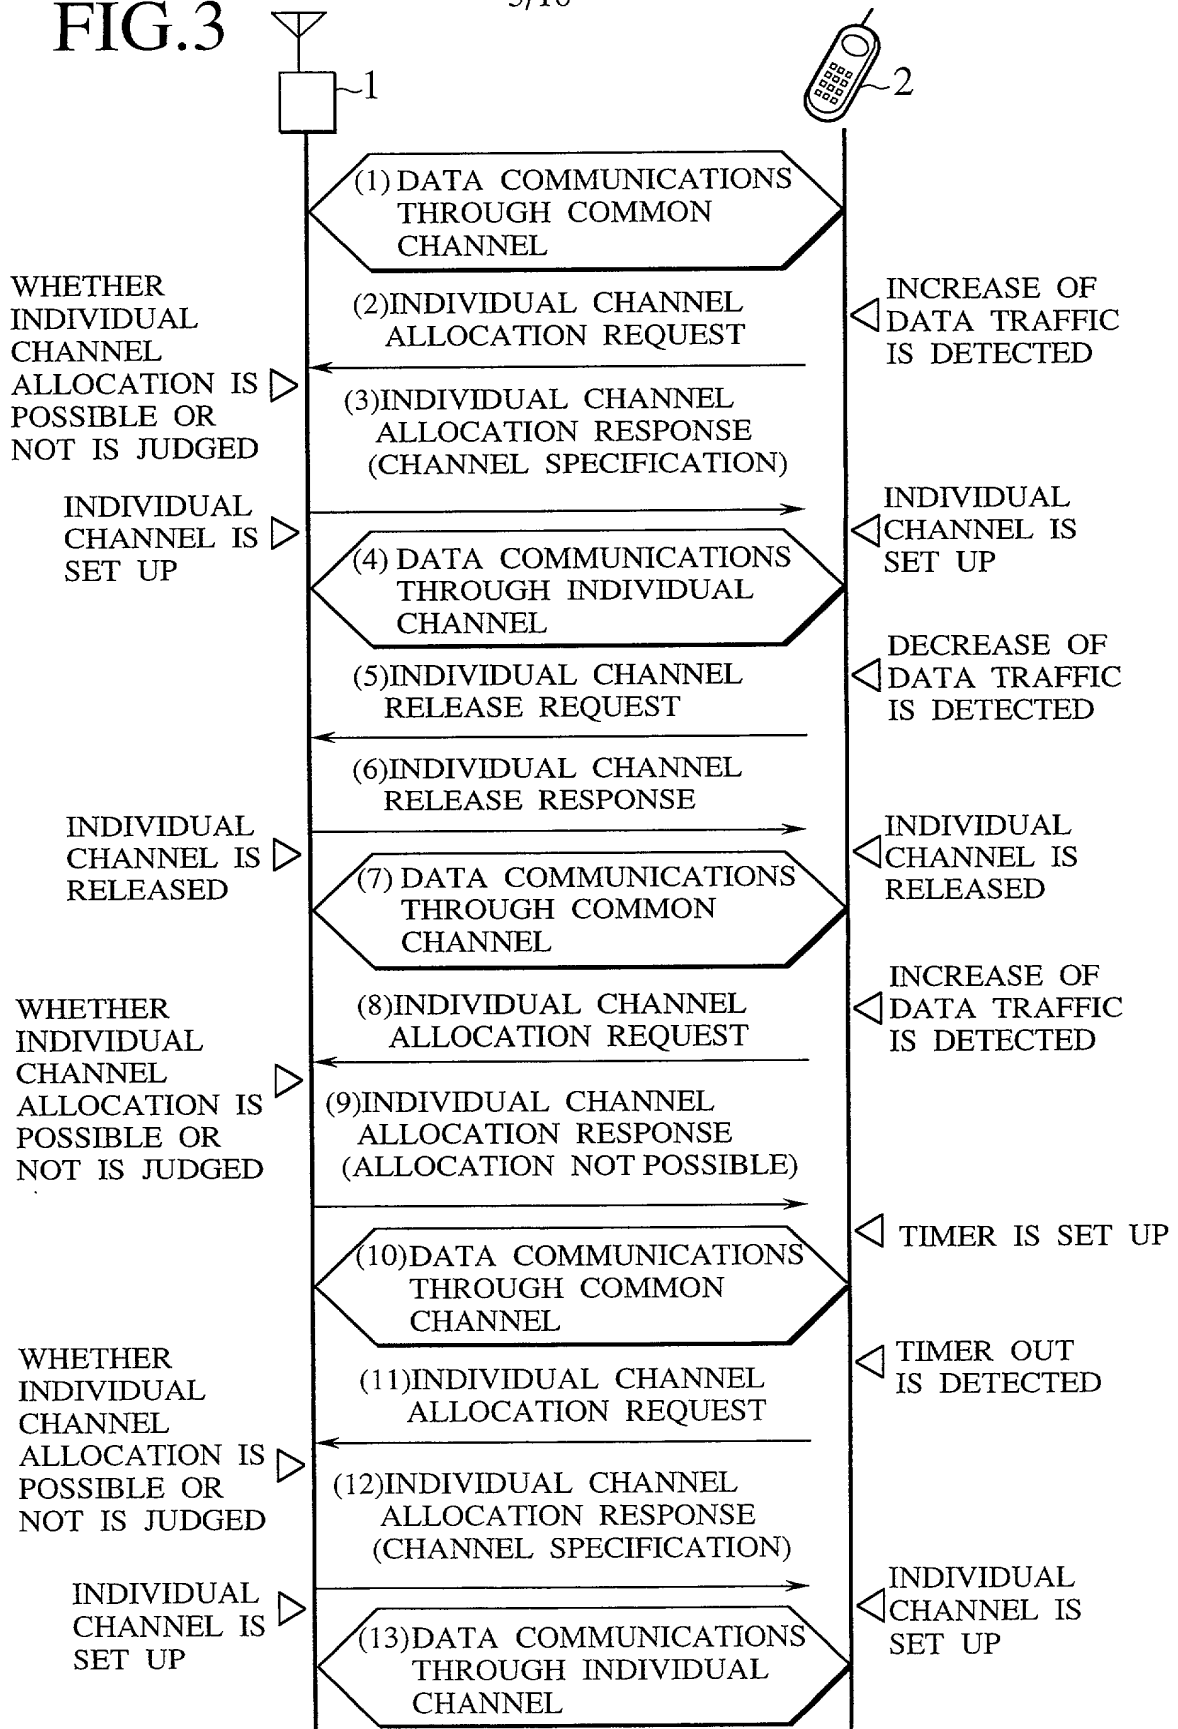 FIG.3
3/16
1
2
(1) DATA COMMUNICATIONS
THROUGH COMMON
CHANNEL
WHETHER
INDIVIDUAL
CHANNEL
ALLOCATION IS
POSSIBLE OR
NOT IS JUDGED
(2)INDIVIDUAL CHANNEL
ALLOCATION REQUEST
INCREASE OF
DATA TRAFFIC
IS DETECTED
(3)INDIVIDUAL CHANNEL
ALLOCATION RESPONSE
(CHANNEL SPECIFICATION)
INDIVIDUAL
CHANNEL IS
SET UP
INDIVIDUAL
CHANNEL IS
SET UP
(4) DATA COMMUNICATIONS
THROUGH INDIVIDUAL
CHANNEL
(5)INDIVIDUAL CHANNEL
RELEASE REQUEST
DECREASE OF
DATA TRAFFIC
IS DETECTED
(6)INDIVIDUAL CHANNEL
RELEASE RESPONSE
INDIVIDUAL
CHANNEL IS
RELEASED
INDIVIDUAL
CHANNEL IS
RELEASED
(7) DATA COMMUNICATIONS
THROUGH COMMON
CHANNEL
WHETHER
INDIVIDUAL
CHANNEL
ALLOCATION IS
POSSIBLE OR
NOT IS JUDGED
(8)INDIVIDUAL CHANNEL
ALLOCATION REQUEST
INCREASE OF
DATA TRAFFIC
IS DETECTED
(9)INDIVIDUAL CHANNEL
ALLOCATION RESPONSE
(ALLOCATION NOT POSSIBLE)
TIMER IS SET UP
(10)DATA COMMUNICATIONS
THROUGH COMMON
CHANNEL
WHETHER
INDIVIDUAL
CHANNEL
ALLOCATION IS
POSSIBLE OR
NOT IS JUDGED
(11)INDIVIDUAL CHANNEL
ALLOCATION REQUEST
TIMER OUT
IS DETECTED
(12)INDIVIDUAL CHANNEL
ALLOCATION RESPONSE
(CHANNEL SPECIFICATION)
INDIVIDUAL
CHANNEL IS
SET UP
INDIVIDUAL
CHANNEL IS
SET UP
(13)DATA COMMUNICATIONS
THROUGH INDIVIDUAL
CHANNEL